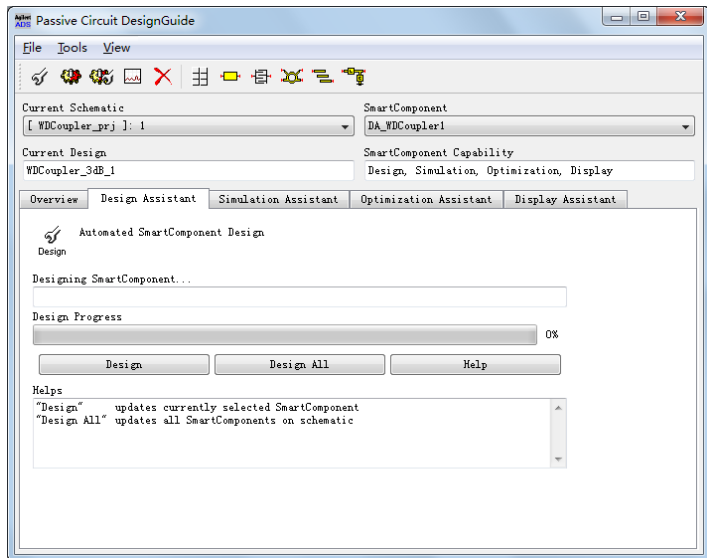 Agilent ADS Passive Circuit DesignGuide
File Tools View
Current Schematic
[ WDCoupler_prj ]: 1
SmartComponent
DA_WDCoupler1
Current Design
WDCoupler_3dB_1
SmartComponent Capability
Design, Simulation, Optimization, Display
Overview Design Assistant Simulation Assistant Optimization Assistant Display Assistant
Automated SmartComponent Design
Design
Designing SmartComponent...
Design Progress
0%
Design Design All Help
Helps
"Design" updates currently selected SmartComponent
"Design All" updates all SmartComponents on schematic